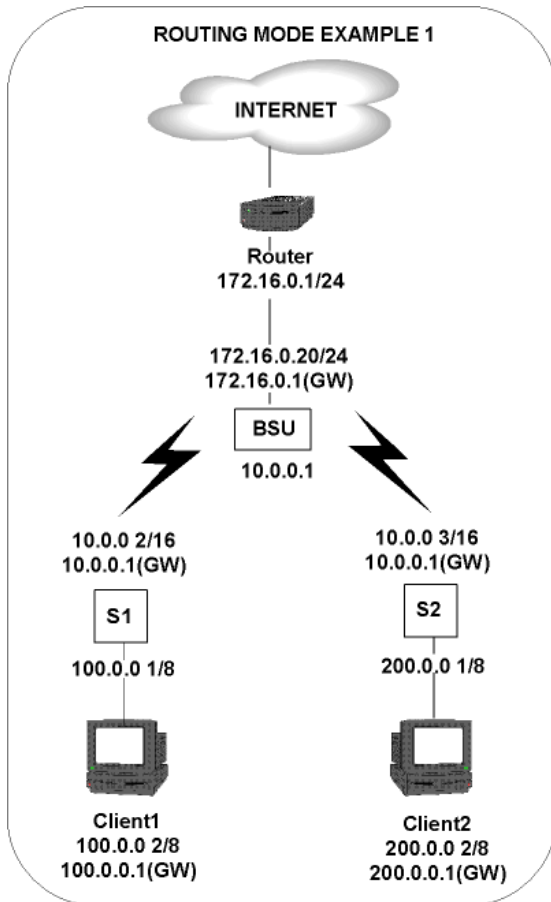 ROUTING MODE EXAMPLE 1
INTERNET
Router
172.16.0.1/24
172.16.0.20/24
172.16.0.1(GW)
BSU
10.0.0.1
10.0.0 2/16
10.0.0.1(GW)
S1
100.0.0 1/8
Client1
100.0.0 2/8
100.0.0.1(GW)
10.0.0 3/16
10.0.0.1(GW)
S2
200.0.0 1/8
Client2
200.0.0 2/8
200.0.0.1(GW)